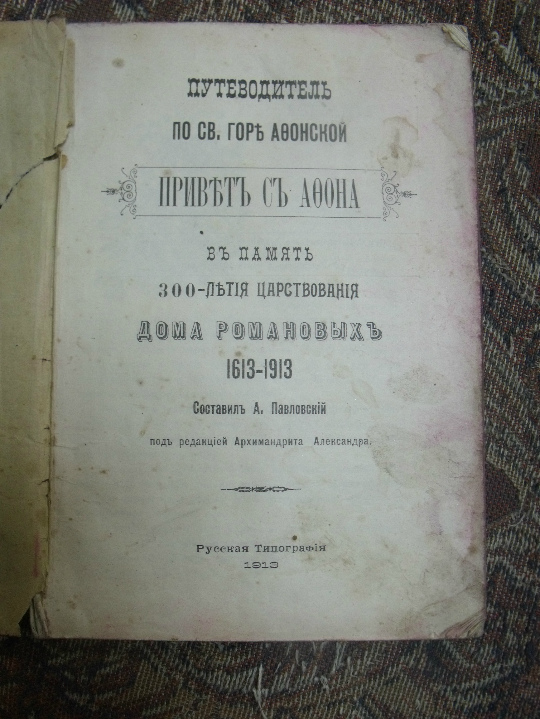 ПУТЕВОДИТЕЛЬ
ПО СВ. ГОРѢ АѲОНСКОЙ
ПРИВѢТЪ СЪ АѲОНА
ВЪ ПАМЯТЬ
300-ЛѢТІЯ ЦАРСТВОВАНІЯ
ДОМА РОМАНОВЫХЪ
1613-1913
Составилъ А. Павловскій
подъ редакціей Архимандрита Александра.
Русская Типографія
1913